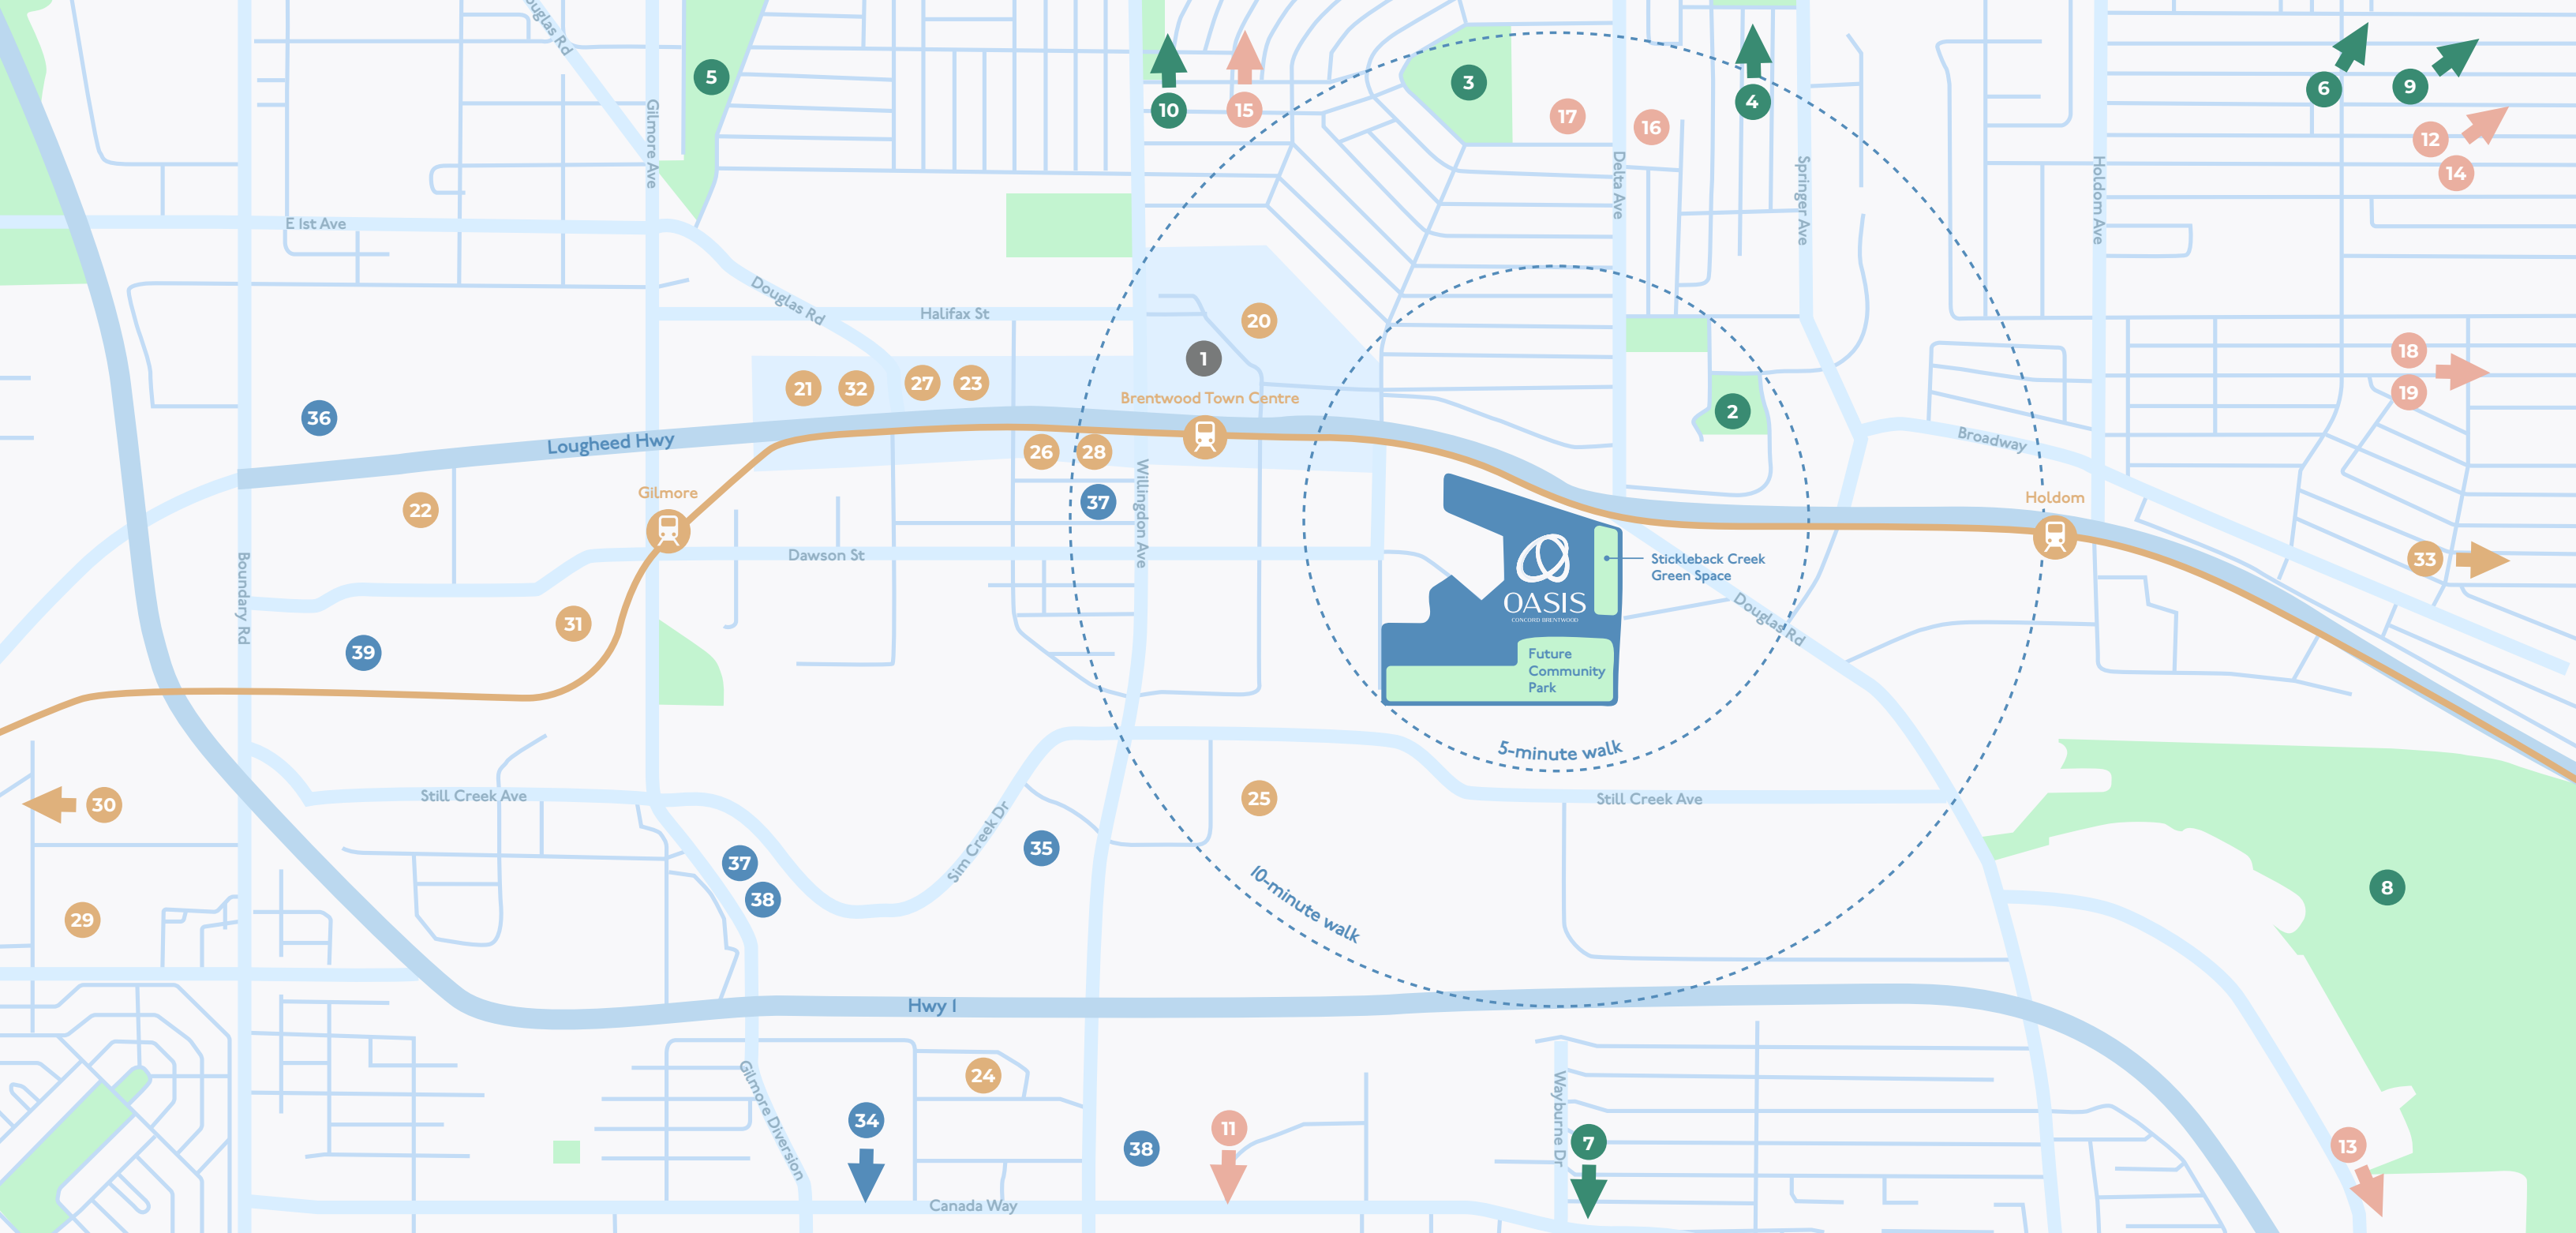 Douglas Rd
5
10
15
3
17
16
4
6
9
12
14
Gilmore Ave
Delta Ave
Springer Ave
Holdom Ave
E 1st Ave
Douglas Rd
Halifax St
20
1
18
19
21
32
27
23
Brentwood Town Centre
2
36
Lougheed Hwy
26
28
Broadway
22
Gilmore
37
Willingdon Ave
Holdom
Boundary Rd
Dawson St
Stickleback Creek
Green Space
33
OASIS
CONCORD BRENTWOOD
Douglas Rd
31
39
Future
Community
Park
5-minute walk
30
Still Creek Ave
25
Still Creek Ave
Sim Creek Dr
35
37
38
29
10-minute walk
8
Hwy 1
24
Gilmore Diversion
34
38
11
Wayburne Dr
7
13
Canada Way